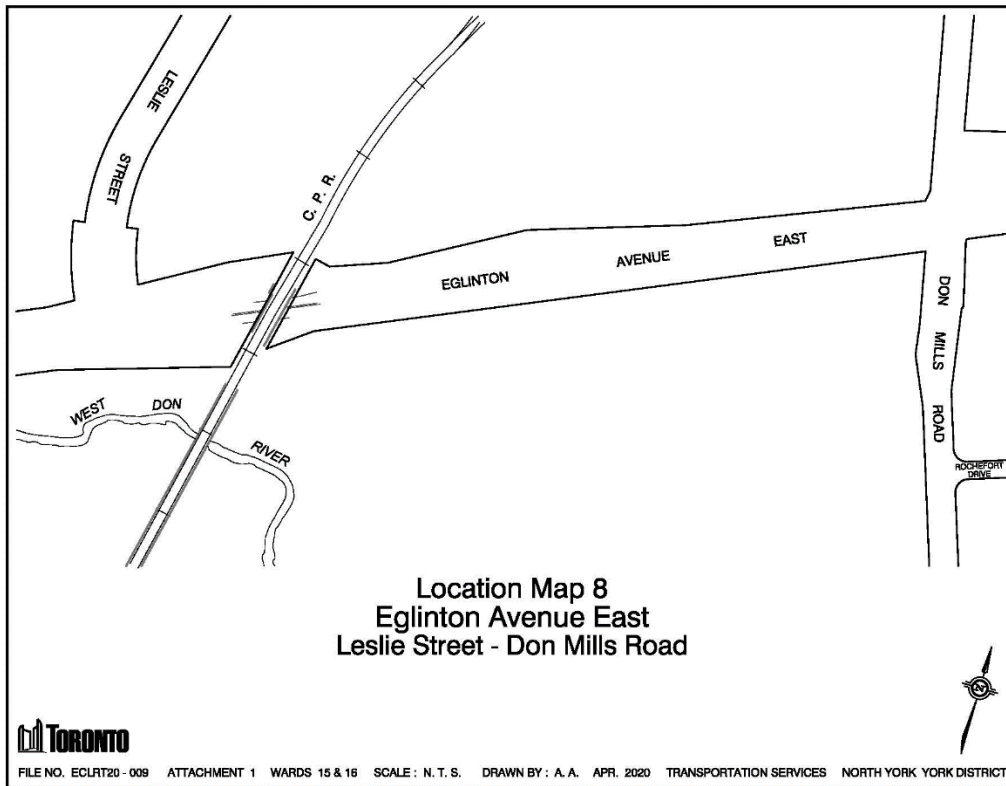 LESLIE
STREET
C. P. R.
EGLINTON AVENUE EAST
DON MILLS ROAD
WEST DON RIVER
ROCHEFORT
DRIVE
Location Map 8
Eglinton Avenue East
Leslie Street - Don Mills Road
N
TORONTO
FILE NO. ECLRT20 - 009 ATTACHMENT 1 WARDS 15 & 16 SCALE : N. T. S. DRAWN BY : A. A. APR. 2020 TRANSPORTATION SERVICES NORTH YORK YORK DISTRICT